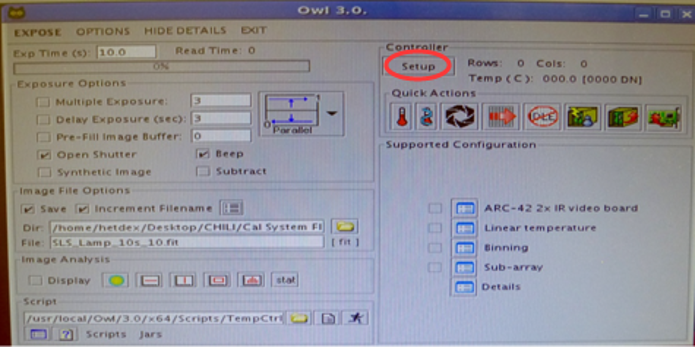 Owl 3.0.
EXPOSE OPTIONS HIDE DETAILS EXIT
Exp Time (s): 10.0 Read Time: 0
0%
Controller
Setup
Rows: 0 Cols: 0
Temp (C): 000.0 [0000 DN]
Quick Actions
DLE
Exposure Options
Multiple Exposure: 3
Delay Exposure (sec): 3
Pre-Fill Image Buffer: 0
1
0
Parallel
Open Shutter Beep
Synthetic Image Subtract
Image File Options
Save Increment Filename
Dir: /home/hetdex/Desktop/CHILI/Cal System FI
File: SLS_Lamp_10s_10.fit [ fit ]
Image Analysis
Display stat
Script
/usr/local/Owl/3.0/x64/Scripts/TempCtrl
Scripts Jars
Supported Configuration
ARC-42 2x IR video board
Linear temperature
Binning
Sub-array
Details